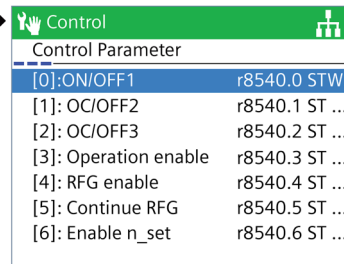 Control
Control Parameter
[0]:ON/OFF1 r8540.0 STW
[1]: OC/OFF2 r8540.1 ST ...
[2]: OC/OFF3 r8540.2 ST ...
[3]: Operation enable r8540.3 ST ...
[4]: RFG enable r8540.4 ST ...
[5]: Continue RFG r8540.5 ST ...
[6]: Enable n_set r8540.6 ST ...